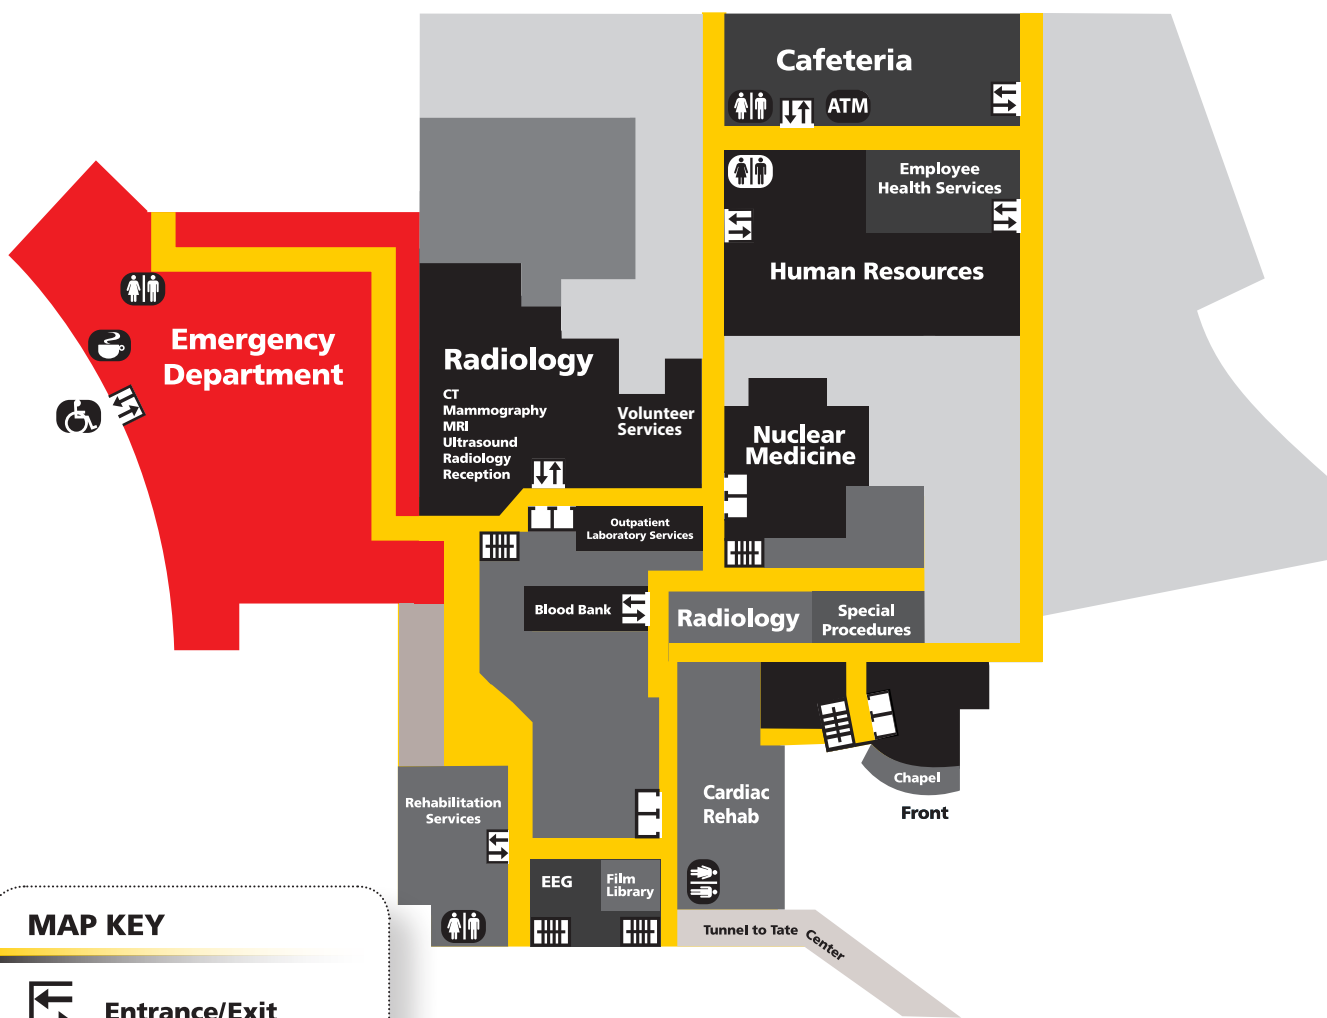 Cafeteria
ATM
Employee
Health Services
Human Resources
Emergency
Department
Radiology
CT
Mammography
MRI
Ultrasound
Radiology
Reception
Volunteer
Services
Nuclear
Medicine
Outpatient
Laboratory Services
Blood Bank
Radiology
Special
Procedures
Chapel
Front
Cardiac
Rehab
Rehabilitation
Services
EEG
Film
Library
Tunnel to Tate Center
MAP KEY
Entrance/Exit